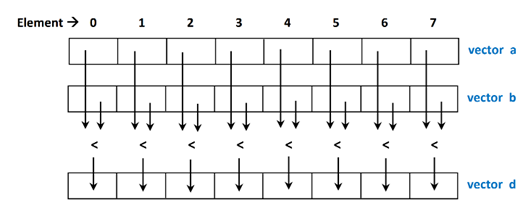 Element → 0 1 2 3 4 5 6 7
vector a
vector b
< < < < < < < <
vector d